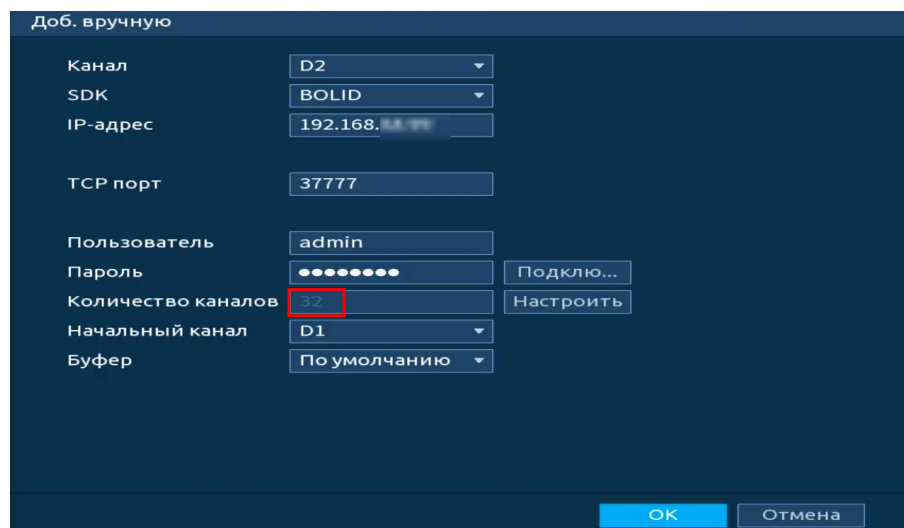 Доб. вручную
Канал D2
SDK BOLID
IP-адрес 192.168.
TCP порт 37777
Пользователь admin
Пароль ●●●●●●●● Подклю...
Количество каналов 32 Настроить
Начальный канал D1
Буфер По умолчанию
OK Отмена